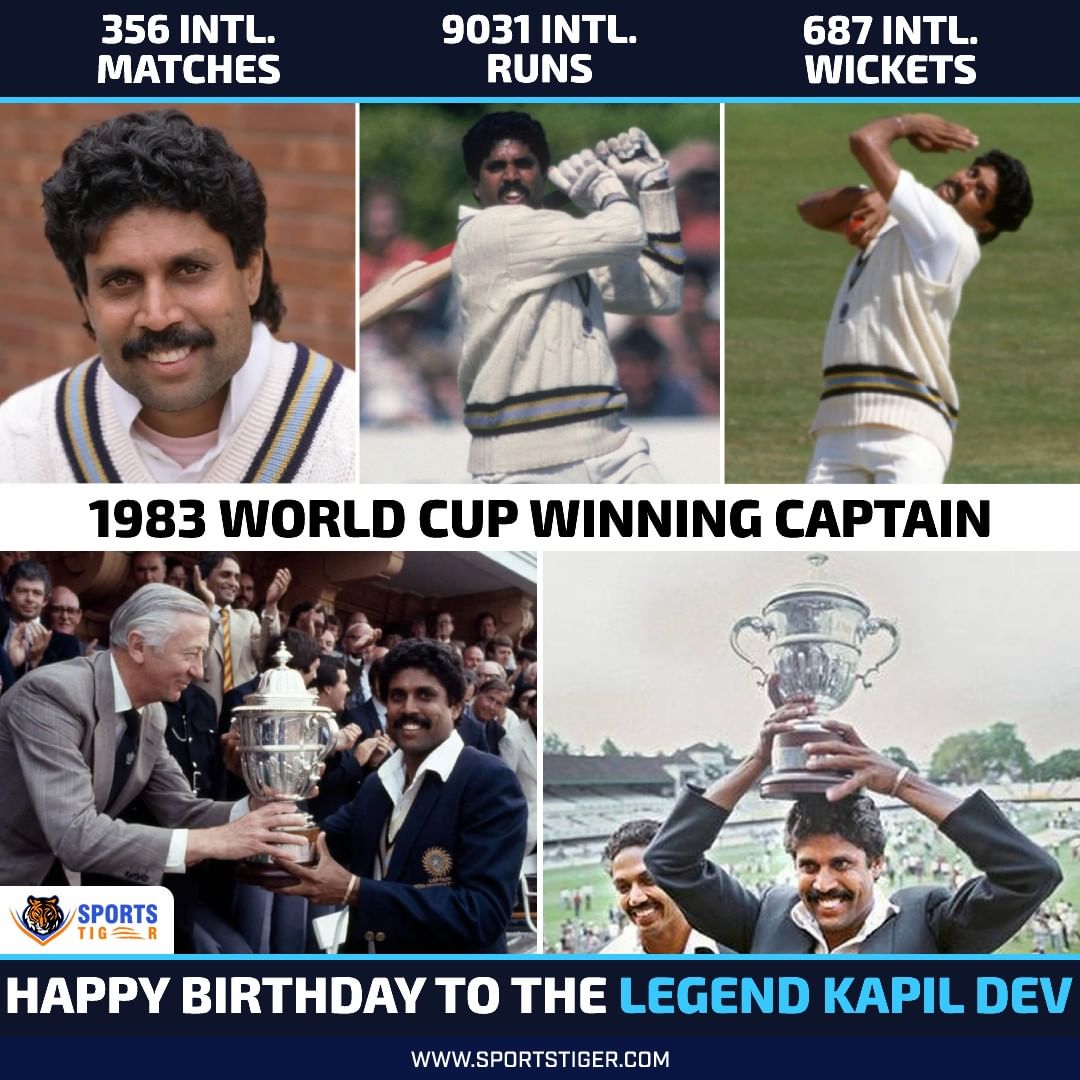 356 INTL.
MATCHES
9031 INTL.
RUNS
687 INTL.
WICKETS
1983 WORLD CUP WINNING CAPTAIN
SPORTS
TIG R
HAPPY BIRTHDAY TO THE LEGEND KAPIL DEV
WWW.SPORTSTIGER.COM